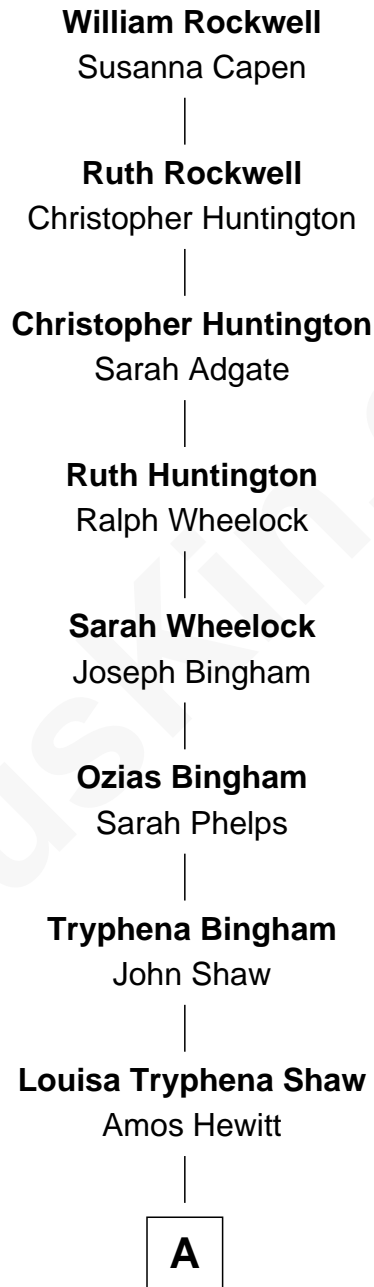 William Rockwell
Susanna Capen
Ruth Rockwell
Christopher Huntington
Christopher Huntington
Sarah Adgate
Ruth Huntington
Ralph Wheelock
Sarah Wheelock
Joseph Bingham
Ozias Bingham
Sarah Phelps
Tryphena Bingham
John Shaw
Louisa Tryphena Shaw
Amos Hewitt
A